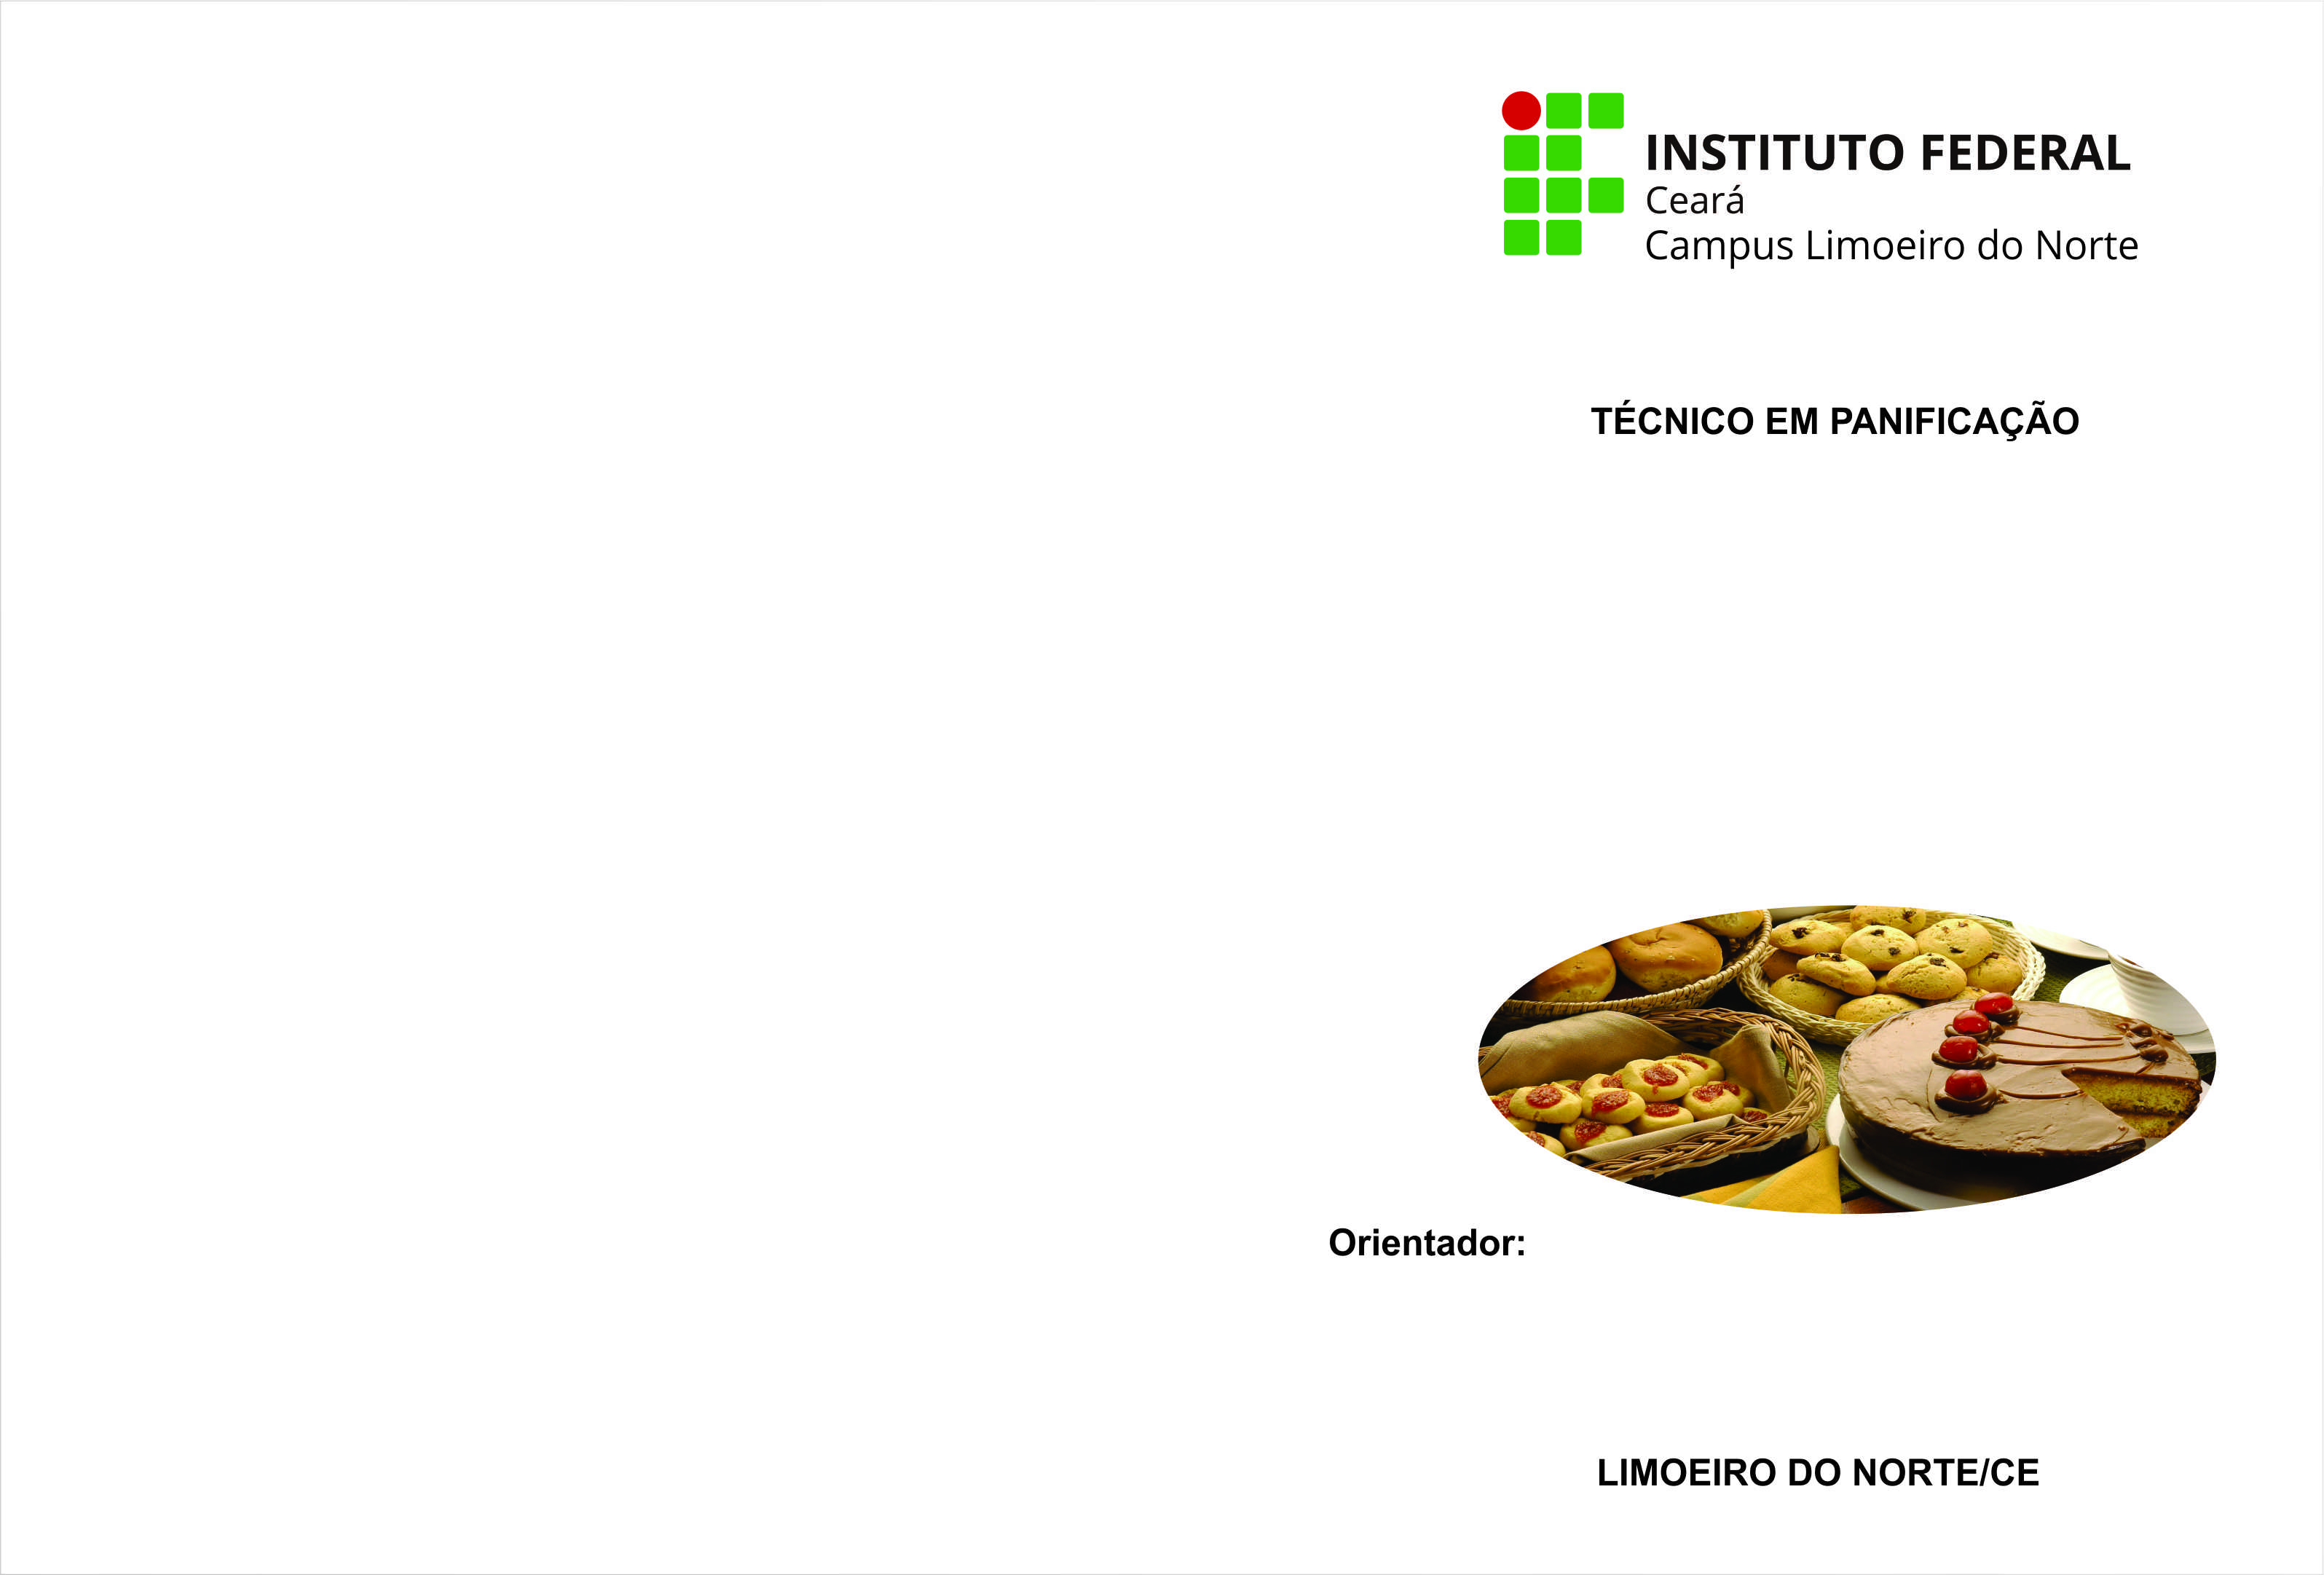 INSTITUTO FEDERAL
Ceará
Campus Limoeiro do Norte
TÉCNICO EM PANIFICAÇÃO
Orientador:
LIMOEIRO DO NORTE/CE